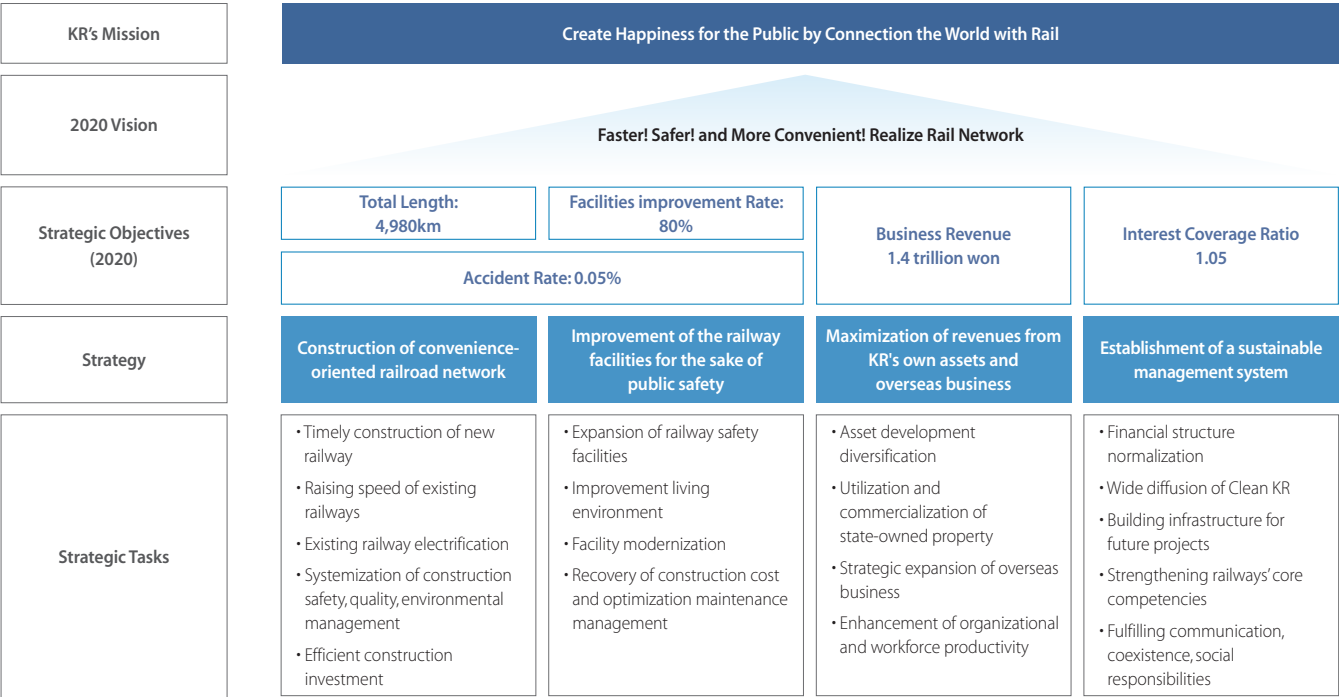 KR's Mission
Create Happiness for the Public by Connection the World with Rail
2020 Vision
Faster! Safer! and More Convenient! Realize Rail Network
Strategic Objectives
(2020)
Total Length:
4,980km
Facilities improvement Rate:
80%
Accident Rate: 0.05%
Business Revenue
1.4 trillion won
Interest Coverage Ratio
1.05
Strategy
Construction of convenience-
oriented railroad network
Improvement of the railway
facilities for the sake of
public safety
Maximization of revenues from
KR's own assets and
overseas business
Establishment of a sustainable
management system
Strategic Tasks
• Timely construction of new
railway
• Raising speed of existing
railways
• Existing railway electrification
• Systemization of construction
safety, quality, environmental
management
• Efficient construction
investment
• Expansion of railway safety
facilities
• Improvement living
environment
• Facility modernization
• Recovery of construction cost
and optimization maintenance
management
• Asset development
diversification
• Utilization and
commercialization of
state-owned property
• Strategic expansion of overseas
business
• Enhancement of organizational
and workforce productivity
• Financial structure
normalization
• Wide diffusion of Clean KR
• Building infrastructure for
future projects
• Strengthening railways' core
competencies
• Fulfilling communication,
coexistence, social
responsibilities